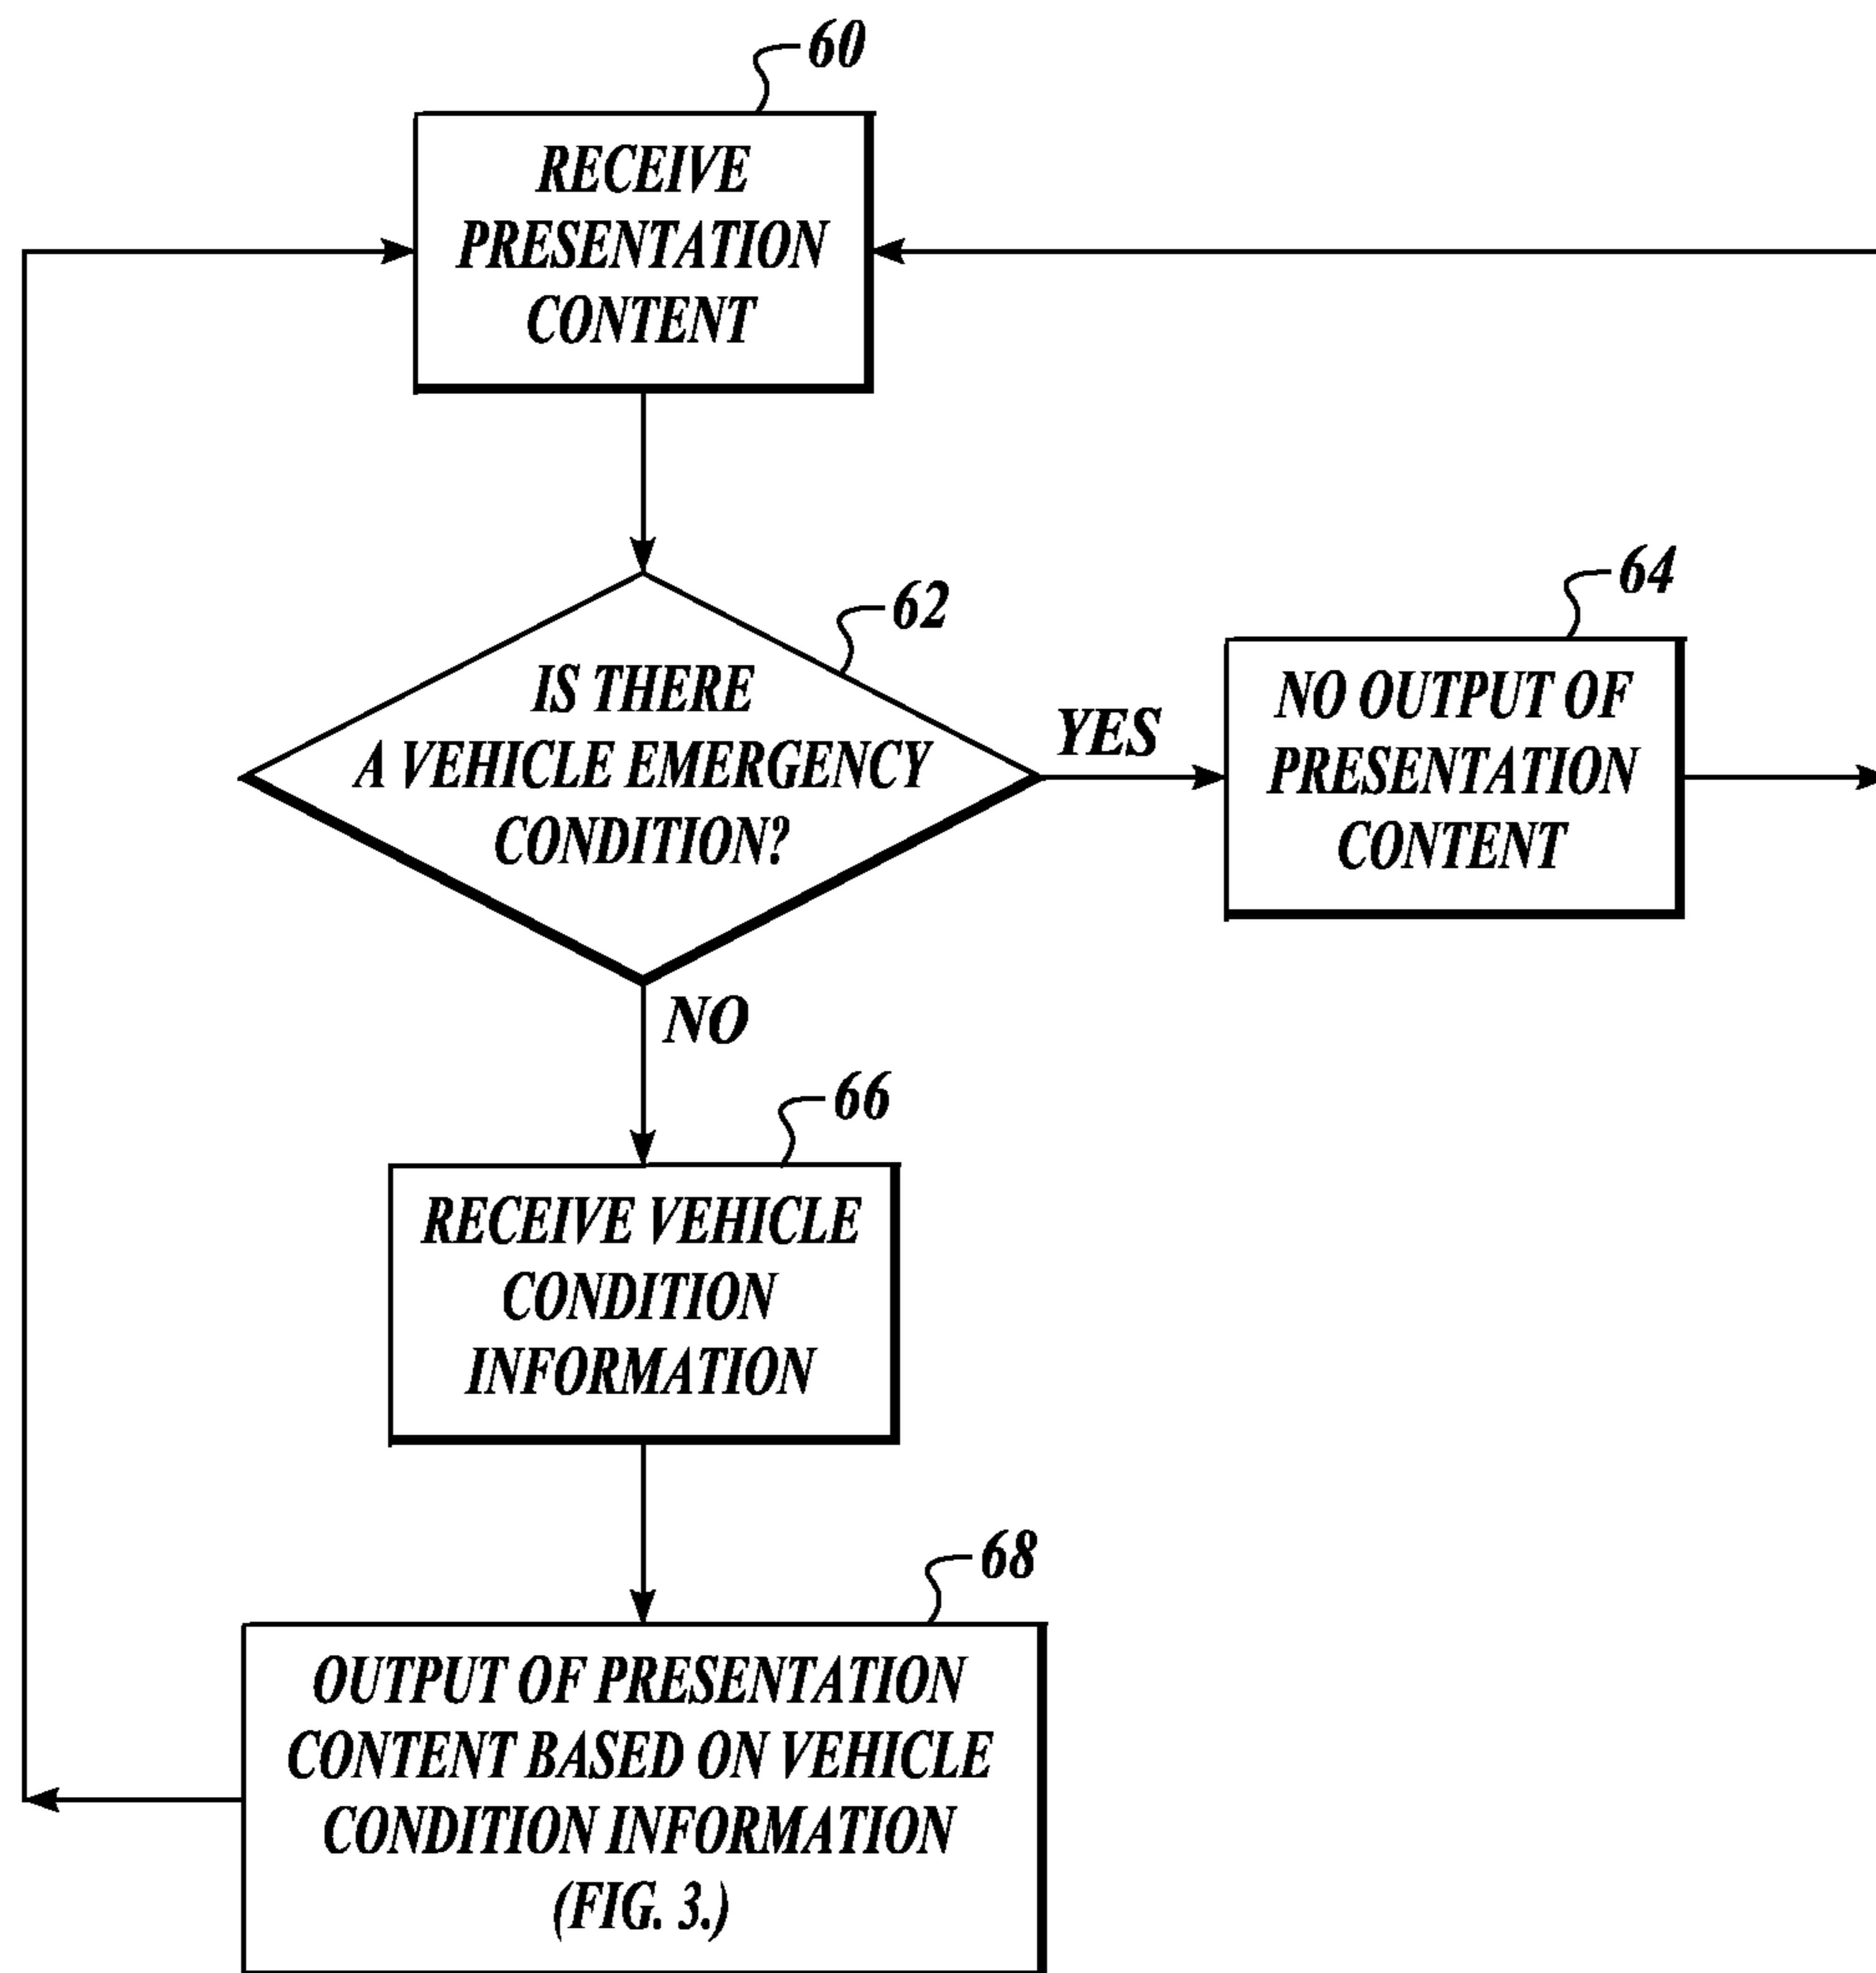 60
RECEIVE
PRESENTATION
CONTENT
62
IS THERE
A VEHICLE EMERGENCY
CONDITION?
YES
64
NO OUTPUT OF
PRESENTATION
CONTENT
NO
66
RECEIVE VEHICLE
CONDITION
INFORMATION
68
OUTPUT OF PRESENTATION
CONTENT BASED ON VEHICLE
CONDITION INFORMATION
(FIG. 3.)